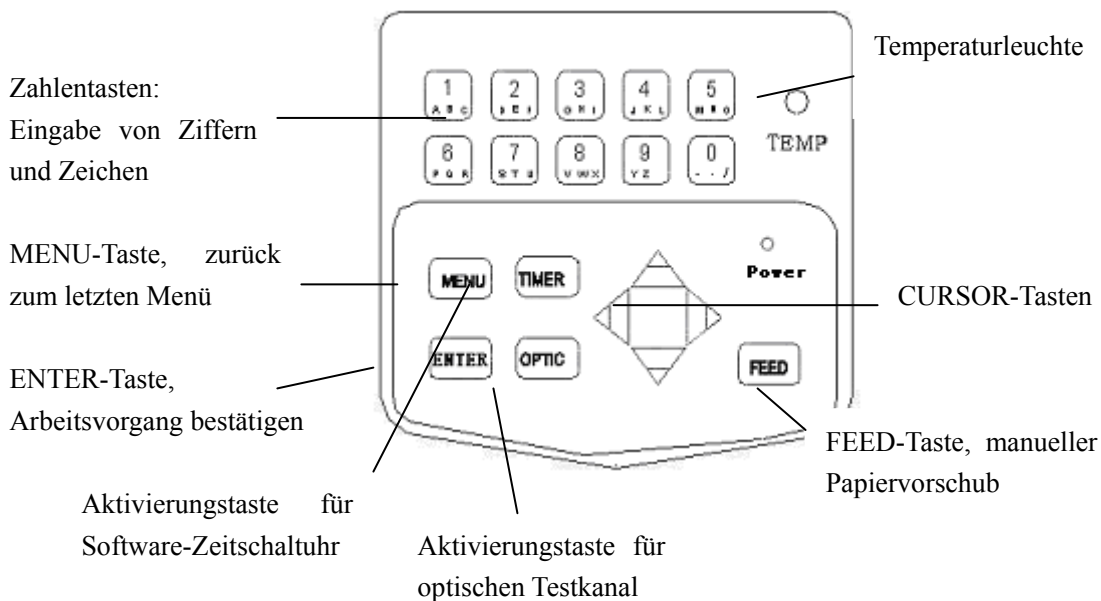 Temperaturleuchte
Zahlentasten:
Eingabe von Ziffern
und Zeichen
1 2 3 4 5
A B C
J K L
TEMP
6 7 8 9 0
P Q R S T U V W X Y Z - . /
MENU-Taste, zurück
zum letzten Menü
MENU TIMER
Power
CURSOR-Tasten
ENTER OPTIC
FEED
ENTER-Taste,
Arbeitsvorgang bestätigen
FEED-Taste, manueller
Papiervorschub
Aktivierungstaste für
Software-Zeitschaltuhr
Aktivierungstaste für
optischen Testkanal